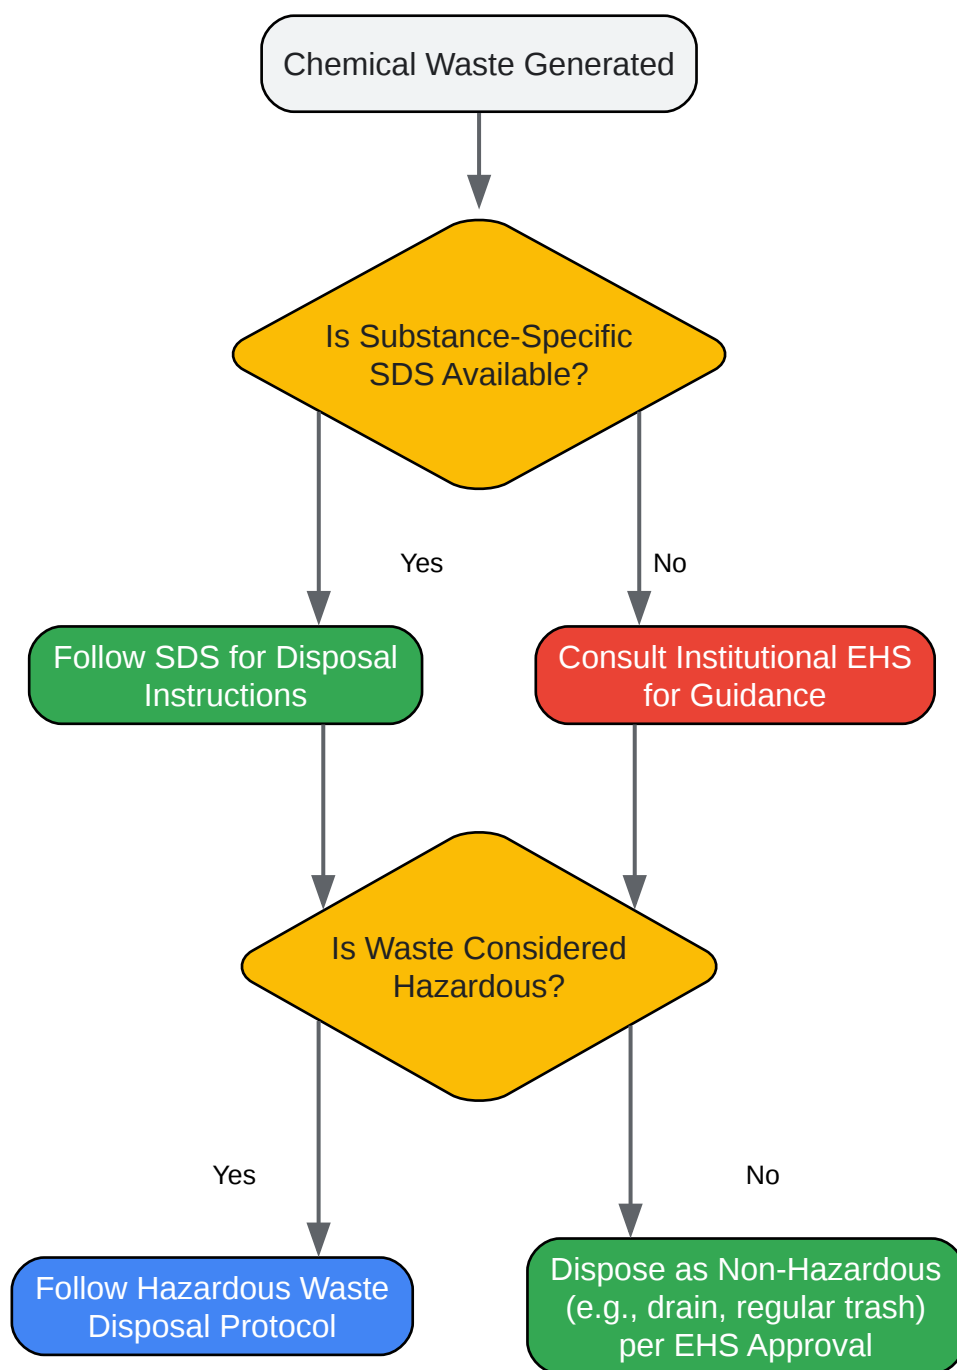 Chemical Waste Generated
Is Substance-Specific
SDS Available?
Yes
No
Follow SDS for Disposal
Instructions
Consult Institutional EHS
for Guidance
Is Waste Considered
Hazardous?
Yes
No
Follow Hazardous Waste
Disposal Protocol
Dispose as Non-Hazardous
(e.g., drain, regular trash)
per EHS Approval